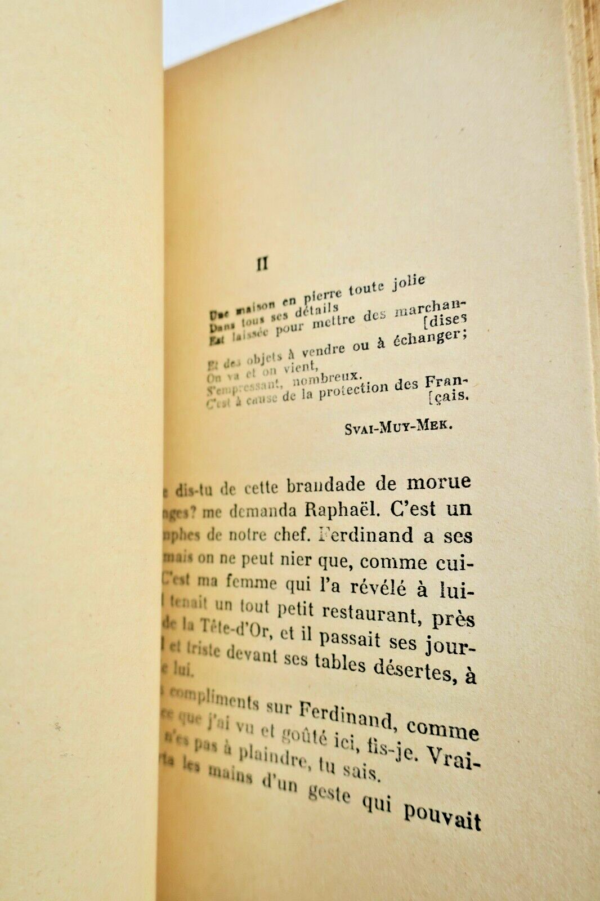 II
Une maison en pierre toute jolie
Dans tous ses détails
Est laissée pour mettre des marchan-
[dises
Et des objets à vendre ou à échanger;
On va et on vient,
S'empressant, nombreux.
C'est à cause de la protection des Fran-
[çais.
SVAI-MUY-MEK.
dis-tu de cette brandade de morue
me demanda Raphaël. C'est un
de notre chef. Ferdinand a ses
mais on ne peut nier que, comme cui-
C'est ma femme qui l'a révélé à lui-
tenait un tout petit restaurant, près
de la Tête-d'Or, et il passait ses jour-
et triste devant ses tables désertes, à
lui.
compliments sur Ferdinand, comme
que j'ai vu et goûté ici, fis-je. Vrai-
n'es pas à plaindre, tu sais.
les mains d'un geste qui pouvait